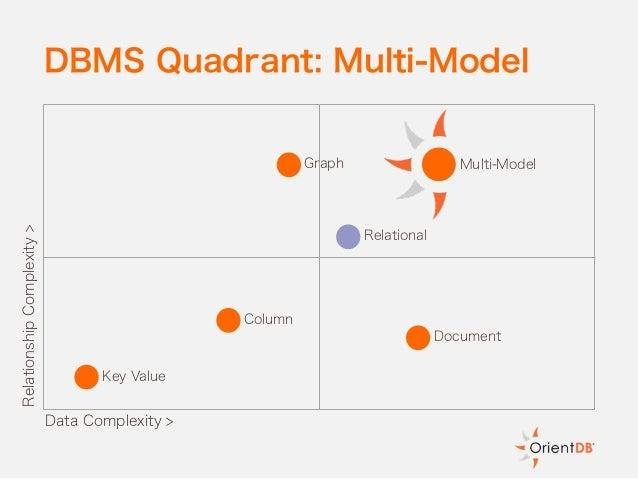 DBMS Quadrant: Multi-Model
Graph
Multi-Model
Relational
Relationship Complexity >
Column
Document
Key Value
Data Complexity >
OrientDB